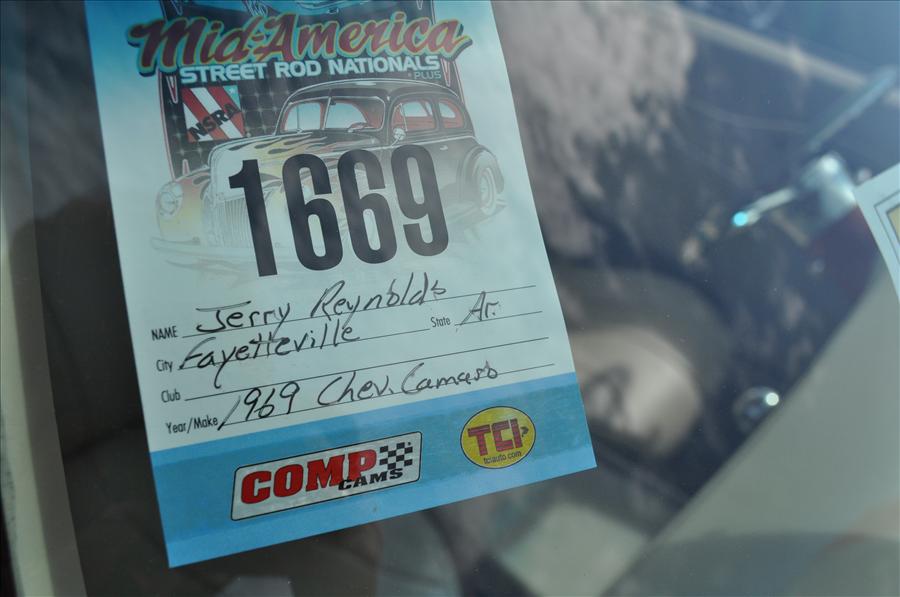 Mid-America
STREET ROD NATIONALS
PLUS
NSRA
1669
NAME Jerry Reynolds
City Fayetteville State Ar.
Club
Year/Make 1969 Chev. Camaro
COMP
CAMS
TCI
tciauto.com